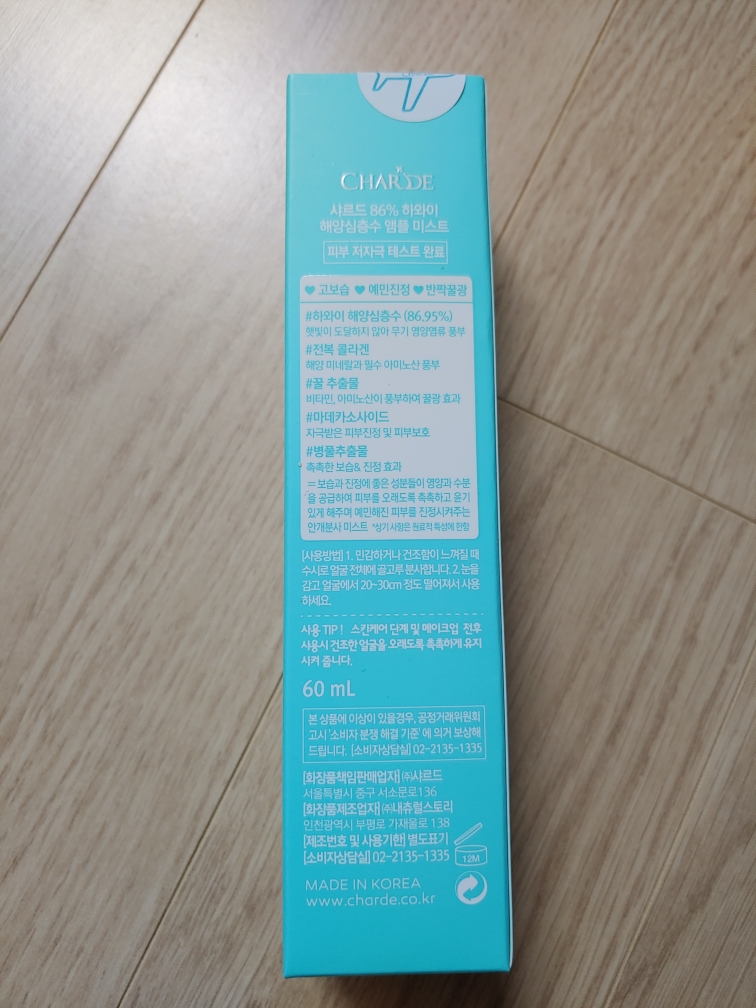 CHARDE
샤르드 86% 하와이
해양심층수 앰플 미스트
피부 저자극 테스트 완료
♥ 고보습 ♥ 예민진정 ♥ 반짝꿀광
#하와이 해양심층수 (86.95%)
햇빛이 도달하지 않아 무기 영양염류 풍부
#전복 콜라겐
해양 미네랄과 필수 아미노산 풍부
#꿀 추출물
비타민, 아미노산이 풍부하여 꿀광 효과
#마데카소사이드
자극받은 피부진정 및 피부보호
#병풀추출물
촉촉한 보습& 진정 효과
= 보습과 진정에 좋은 성분들이 영양과 수분
을 공급하여 피부를 오래도록 촉촉하고 윤기
있게 해주며 예민해진 피부를 진정시켜주는
안개분사 미스트 *상기 사항은 원료적 특성에 한함
[사용방법] 1. 민감하거나 건조함이 느껴질 때
수시로 얼굴 전체에 골고루 분사합니다. 2. 눈을
감고 얼굴에서 20~30cm 정도 떨어져서 사용
하세요.
사용 TIP ! 스킨케어 단계 및 메이크업 전후
사용시 건조한 얼굴을 오래도록 촉촉하게 유지
시켜 줍니다.
60 mL
본 상품에 이상이 있을경우, 공정거래위원회
고시 '소비자 분쟁 해결 기준' 에 의거 보상해
드립니다. [소비자상담실] 02-2135-1335
[화장품책임판매업자] ㈜샤르드
서울특별시 중구 서소문로136
[화장품제조업자] ㈜내츄럴스토리
인천광역시 부평로 가재울로 138
[제조번호 및 사용기한] 별도표기
[소비자상담실] 02-2135-1335
12M
MADE IN KOREA
www.charde.co.kr